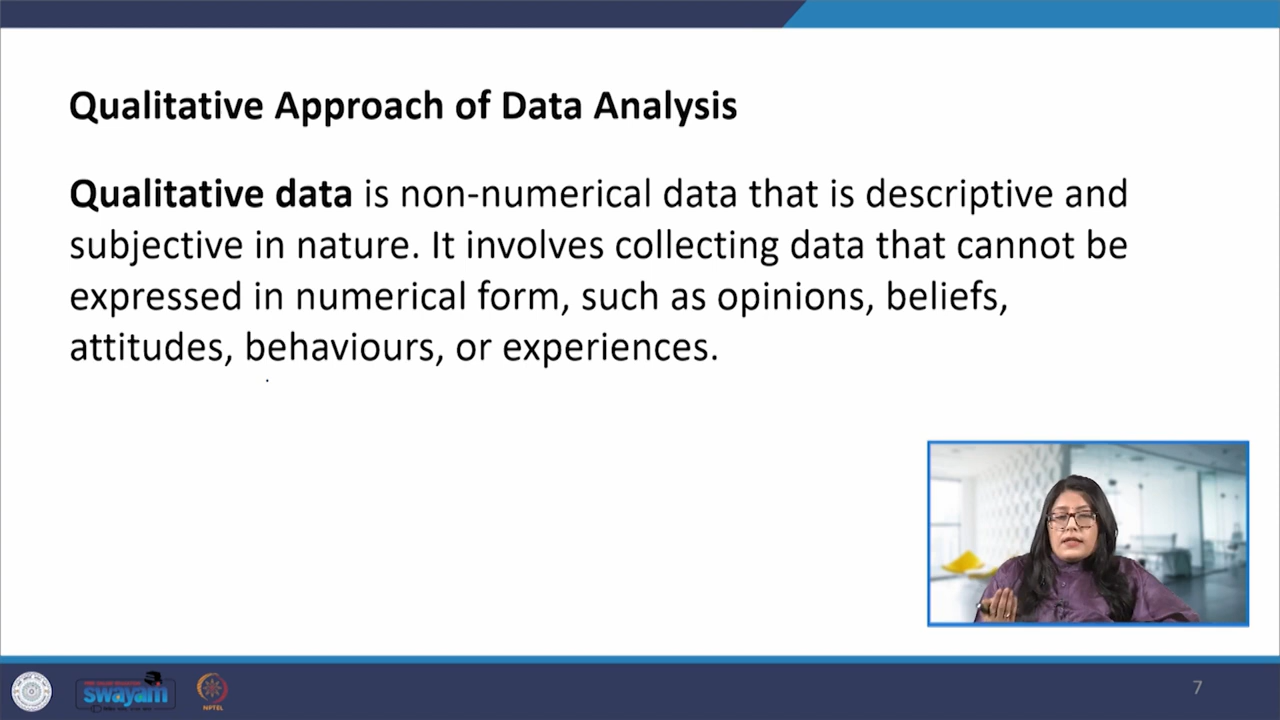 Qualitative Approach of Data Analysis
Qualitative data is non-numerical data that is descriptive and
subjective in nature. It involves collecting data that cannot be
expressed in numerical form, such as opinions, beliefs,
attitudes, behaviours, or experiences.
swayam
NPTEL
7